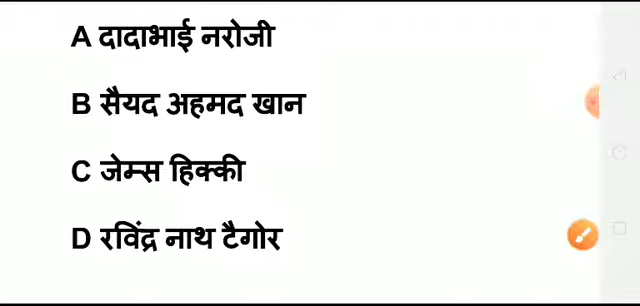 A दादाभाई नरोजी
B सैयद अहमद खान
C जेम्स हिक्की
D रविंद्र नाथ टैगोर